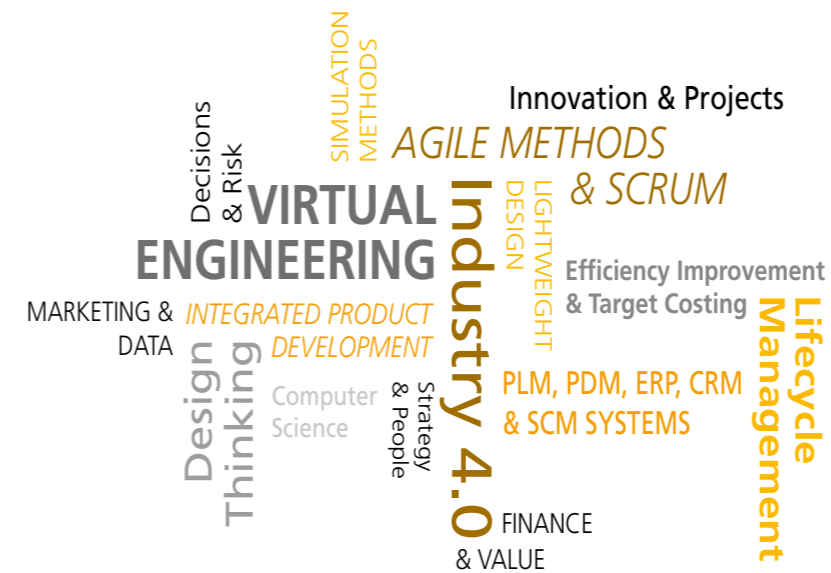 SIMULATION
METHODS
Innovation & Projects
AGILE METHODS
& SCRUM
Decisions
& Risk
VIRTUAL
ENGINEERING
Industry 4.0
LIGHTWEIGHT
DESIGN
Efficiency Improvement
& Target Costing
Lifecycle
Management
MARKETING &
DATA
INTEGRATED PRODUCT
DEVELOPMENT
Design
Thinking
Computer
Science
Strategy
& People
PLM, PDM, ERP, CRM
& SCM SYSTEMS
FINANCE
& VALUE